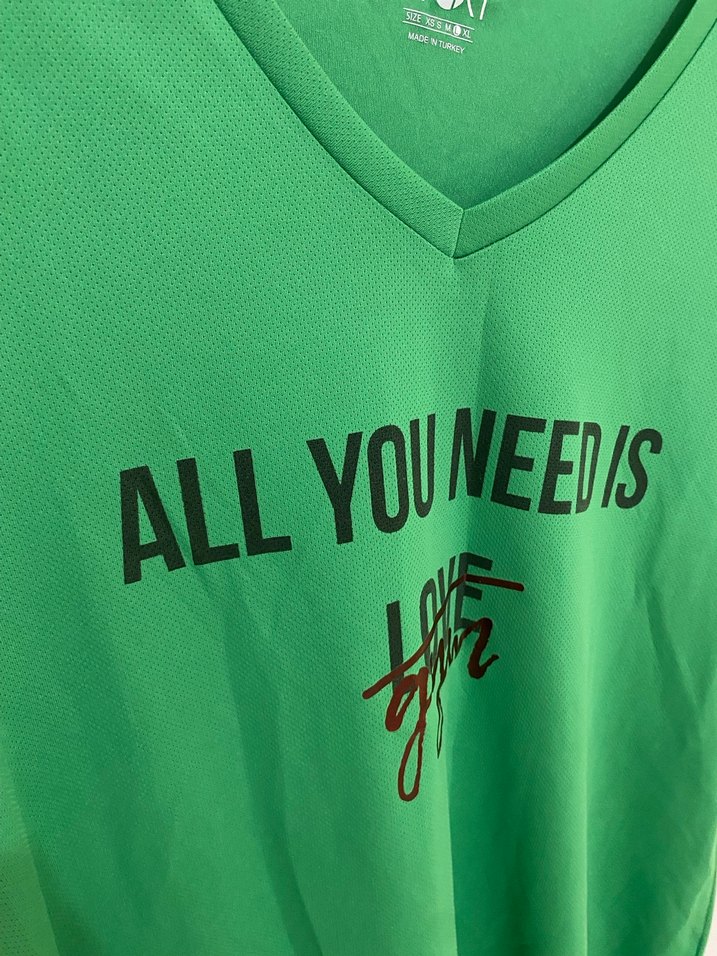 SIZE XS S M L XL
MADE IN TURKEY
ALL YOU NEED IS
LOVE